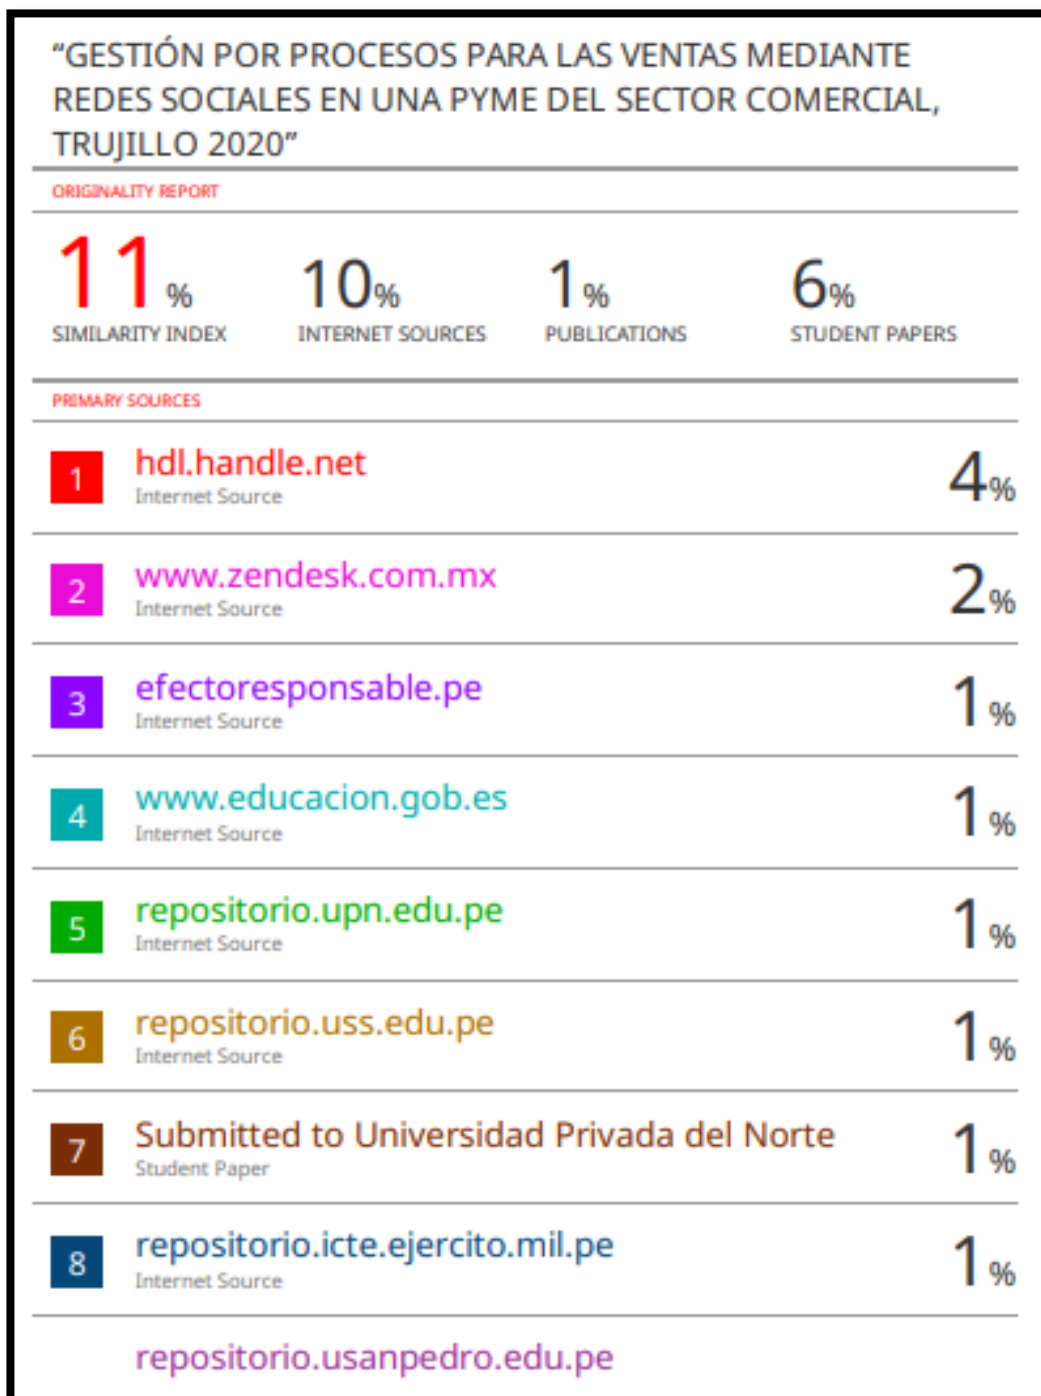 “GESTIÓN POR PROCESOS PARA LAS VENTAS MEDIANTE
REDES SOCIALES EN UNA PYME DEL SECTOR COMERCIAL,
TRUJILLO 2020”
ORIGINALITY REPORT
11% 10% 1% 6%
SIMILARITY INDEX INTERNET SOURCES PUBLICATIONS STUDENT PAPERS
PRIMARY SOURCES
1 hdl.handle.net 4%
Internet Source
2 www.zendesk.com.mx 2%
Internet Source
3 efectoresponsable.pe 1%
Internet Source
4 www.educacion.gob.es 1%
Internet Source
5 repositorio.upn.edu.pe 1%
Internet Source
6 repositorio.uss.edu.pe 1%
Internet Source
7 Submitted to Universidad Privada del Norte 1%
Student Paper
8 repositorio.icte.ejercito.mil.pe 1%
Internet Source
repositorio.usanpedro.edu.pe